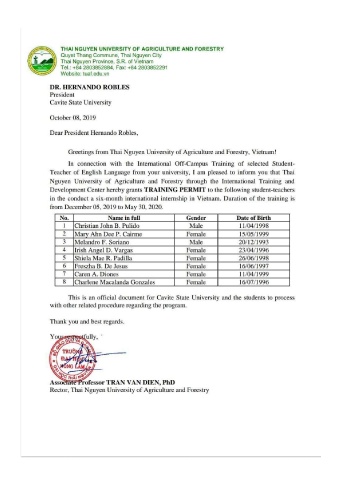 THAI NGUYEN UNIVERSITY OF AGRICULTURE AND FORESTRY
Quyet Thang Commune, Thai Nguyen City
Thai Nguyen Province, S.R. of Vietnam
Tel.: +84 2803852884, Fax: +84 2803852291
Website: tuaf.edu.vn
DR. HERNANDO ROBLES
President
Cavite State University
October 08, 2019
Dear President Hernando Robles,
Greetings from Thai Nguyen University of Agriculture and Forestry, Vietnam!
In connection with the International Off-Campus Training of selected Student-
Teacher of English Language from your university, I am pleased to inform you that Thai
Nguyen University of Agriculture and Forestry through the International Training and
Development Center hereby grants TRAINING PERMIT to the following student-teachers
in the conduct a six-month international internship in Vietnam. Duration of the training is
from December 05, 2019 to May 30, 2020.
No. Name in full Gender Date of Birth
1 Christian John B. Pulido Male 11/04/1998
2 Mary Ahn Dee P. Cairme Female 15/05/1999
3 Melandro F. Soriano Male 20/12/1993
4 Irish Angel D. Vargas Female 23/04/1996
5 Shiela Mae R. Padilla Female 26/06/1998
6 Freszha B. De Jesus Female 16/06/1997
7 Caren A. Diones Female 11/04/1999
8 Charlene Macalanda Gonzales Female 16/07/1996
This is an official document for Cavite State University and the students to process
with other related procedure regarding the program.
Thank you and best regards.
Your respectfully,
TRƯỜNG
ĐẠI HỌC
NÔNG LÂM
Associate Professor TRAN VAN DIEN, PhD
Rector, Thai Nguyen University of Agriculture and Forestry